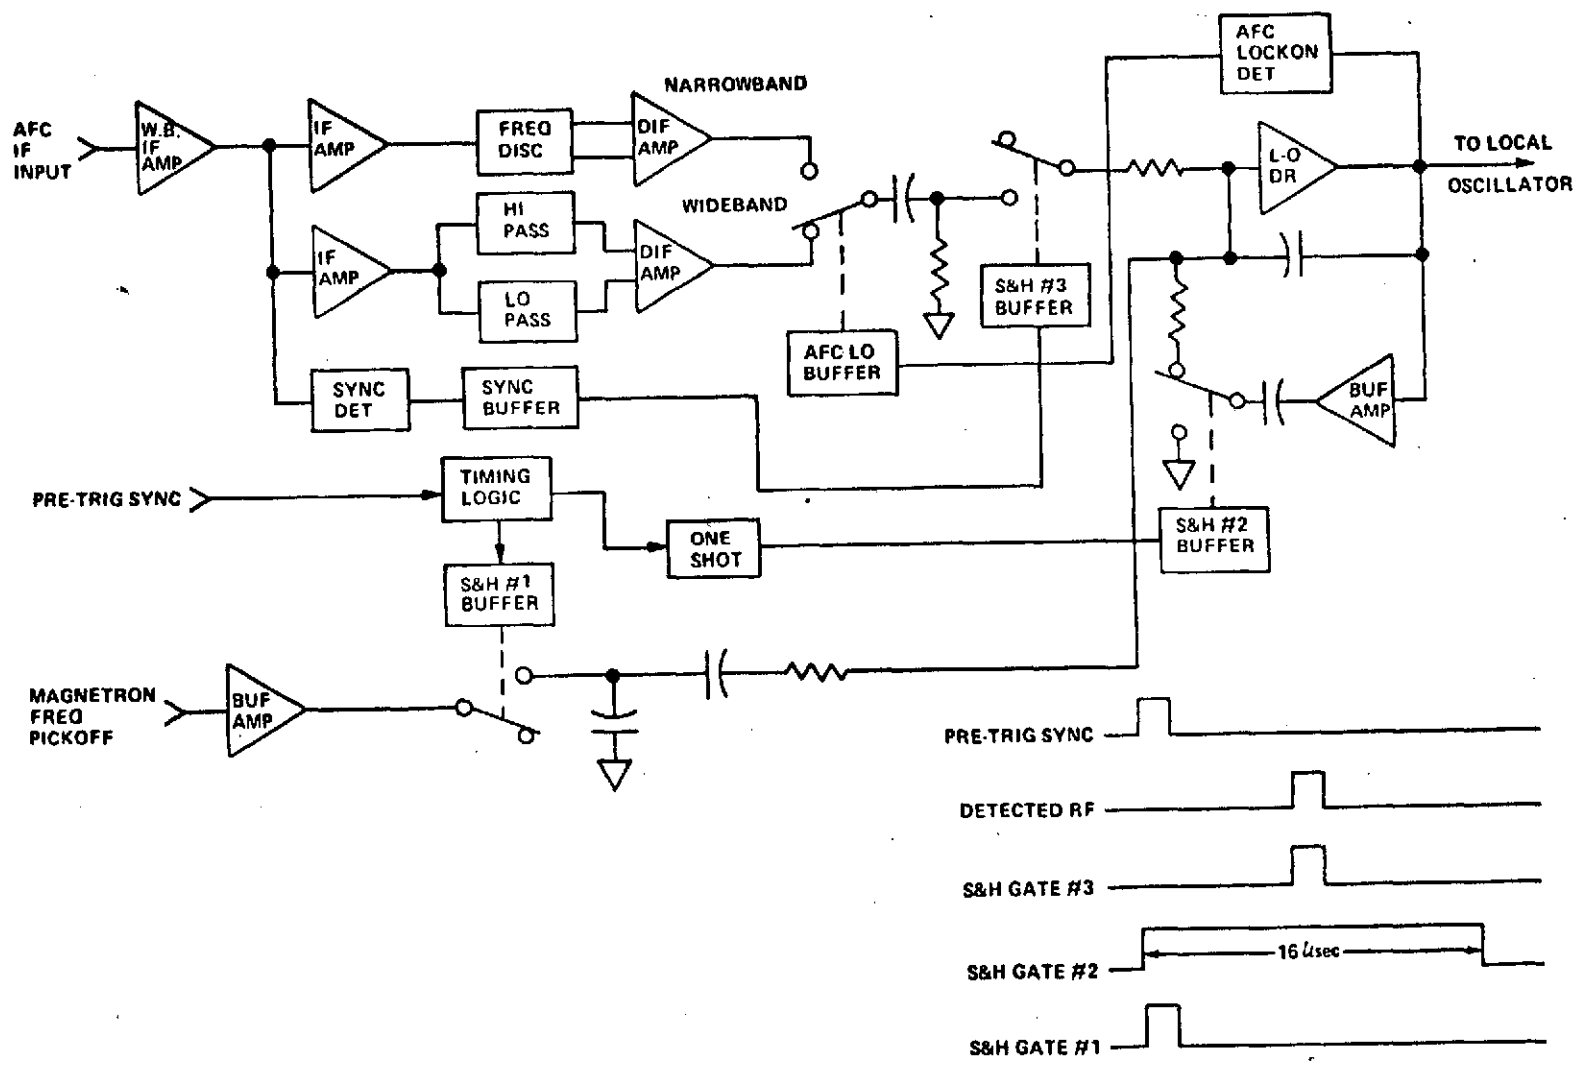 AFC
LOCKON
DET
NARROWBAND
AFC
IF
INPUT
W.B.
IF
AMP
IF
AMP
FREQ
DISC
DIF
AMP
L-O
DR
TO LOCAL
OSCILLATOR
WIDEBAND
HI
PASS
IF
AMP
DIF
AMP
LO
PASS
S&H #3
BUFFER
AFC LO
BUFFER
SYNC
DET
SYNC
BUFFER
BUF
AMP
PRE-TRIG SYNC
TIMING
LOGIC
ONE
SHOT
S&H #2
BUFFER
S&H #1
BUFFER
MAGNETRON
FREQ
PICKOFF
BUF
AMP
PRE-TRIG SYNC
DETECTED RF
S&H GATE #3
S&H GATE #2
16 μsec
S&H GATE #1